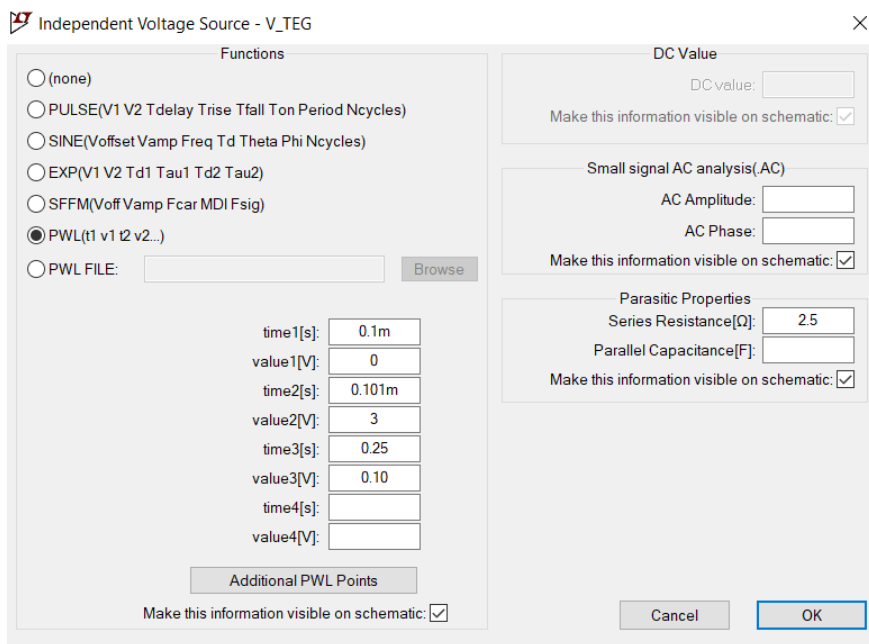 Independent Voltage Source - V_TEG
Functions
(none)
PULSE(V1 V2 Tdelay Trise Tfall Ton Period Ncycles)
SINE(Voffset Vamp Freq Td Theta Phi Ncycles)
EXP(V1 V2 Td1 Tau1 Td2 Tau2)
SFFM(Voff Vamp Fcar MDI Fsig)
PWL(t1 v1 t2 v2...)
PWL FILE: Browse
time1[s]: 0.1m
value1[V]: 0
time2[s]: 0.101m
value2[V]: 3
time3[s]: 0.25
value3[V]: 0.10
time4[s]:
value4[V]:
Additional PWL Points
Make this information visible on schematic:
DC Value
DC value:
Make this information visible on schematic:
Small signal AC analysis(.AC)
AC Amplitude:
AC Phase:
Make this information visible on schematic:
Parasitic Properties
Series Resistance[Ω]: 2.5
Parallel Capacitance[F]:
Make this information visible on schematic:
Cancel OK